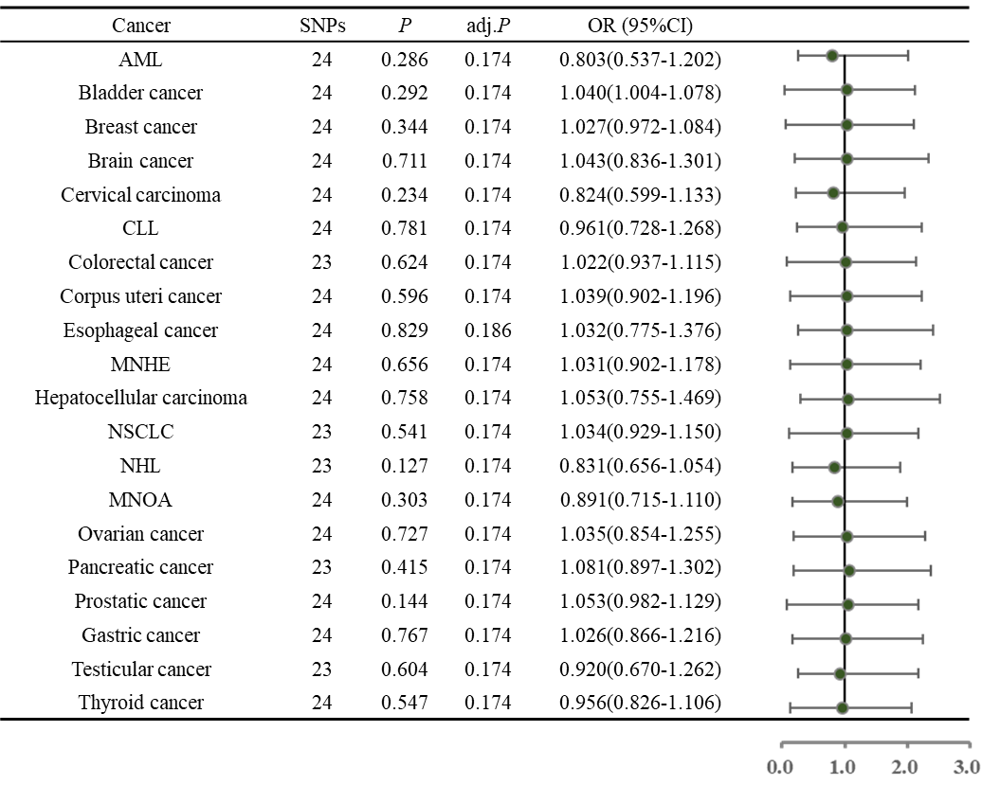 Cancer SNPs P adj.P OR (95%CI)
AML 24 0.286 0.174 0.803(0.537-1.202)
Bladder cancer 24 0.292 0.174 1.040(1.004-1.078)
Breast cancer 24 0.344 0.174 1.027(0.972-1.084)
Brain cancer 24 0.711 0.174 1.043(0.836-1.301)
Cervical carcinoma 24 0.234 0.174 0.824(0.599-1.133)
CLL 24 0.781 0.174 0.961(0.728-1.268)
Colorectal cancer 23 0.624 0.174 1.022(0.937-1.115)
Corpus uteri cancer 24 0.596 0.174 1.039(0.902-1.196)
Esophageal cancer 24 0.829 0.186 1.032(0.775-1.376)
MNHE 24 0.656 0.174 1.031(0.902-1.178)
Hepatocellular carcinoma 24 0.758 0.174 1.053(0.755-1.469)
NSCLC 23 0.541 0.174 1.034(0.929-1.150)
NHL 23 0.127 0.174 0.831(0.656-1.054)
MNOA 24 0.303 0.174 0.891(0.715-1.110)
Ovarian cancer 24 0.727 0.174 1.035(0.854-1.255)
Pancreatic cancer 23 0.415 0.174 1.081(0.897-1.302)
Prostatic cancer 24 0.144 0.174 1.053(0.982-1.129)
Gastric cancer 24 0.767 0.174 1.026(0.866-1.216)
Testicular cancer 23 0.604 0.174 0.920(0.670-1.262)
Thyroid cancer 24 0.547 0.174 0.956(0.826-1.106)
0.0 1.0 2.0 3.0